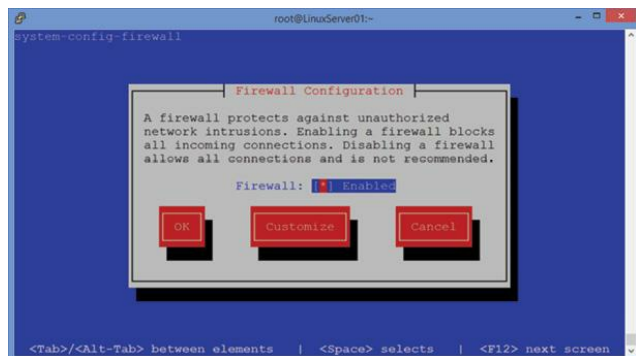 root@LinuxServer01:~
system-config-firewall
Firewall Configuration
A firewall protects against unauthorized
network intrusions. Enabling a firewall blocks
all incoming connections. Disabling a firewall
allows all connections and is not recommended.
Firewall: [*] Enabled
OK Customize Cancel
<Tab>/<Alt-Tab> between elements | <Space> selects | <F12> next screen